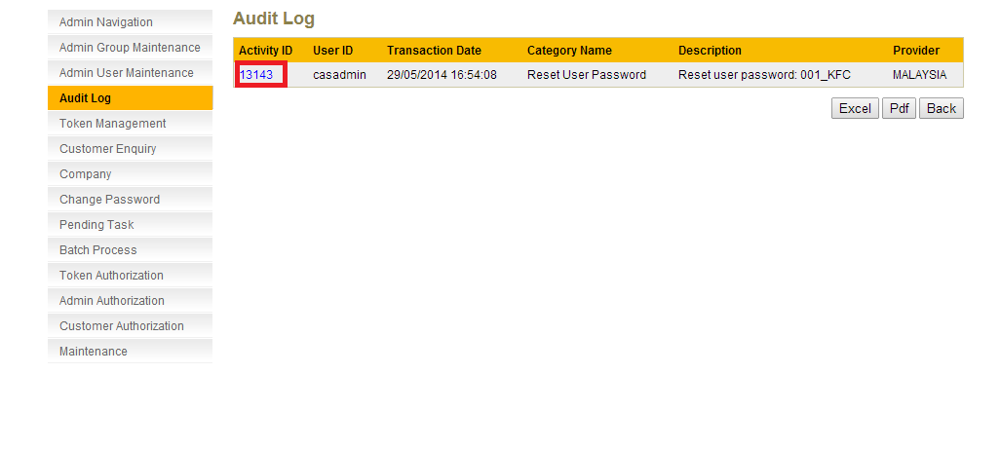 Admin Navigation
Admin Group Maintenance
Admin User Maintenance
Audit Log
Token Management
Customer Enquiry
Company
Change Password
Pending Task
Batch Process
Token Authorization
Admin Authorization
Customer Authorization
Maintenance
Audit Log
Activity ID User ID Transaction Date Category Name Description Provider
13143 casadmin 29/05/2014 16:54:08 Reset User Password Reset user password: 001_KFC MALAYSIA
Excel Pdf Back